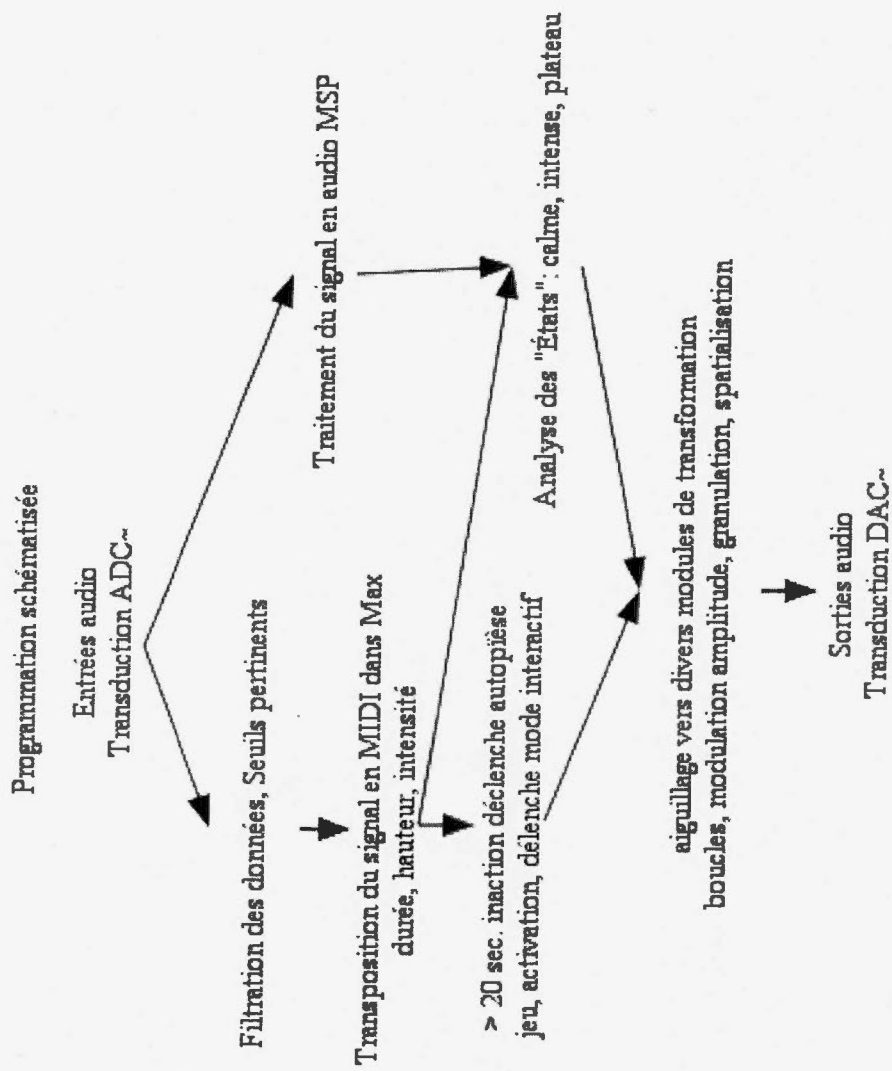 Programmation schématisée
Entrées audio
Transduction ADC~
Filtration des données, Seuils pertinents
Traitement du signal en audio MSP
Transposition du signal en MIDI dans Max
durée, hauteur, intensité
> 20 sec. inaction déclenche autopièse
jeu, activation, délenche mode interactif
Analyse des "États": calme, intense, plateau
aiguillage vers divers modules de transformation
boucles, modulation amplitude, granulation, spatialisation
Sorties audio
Transduction DAC~